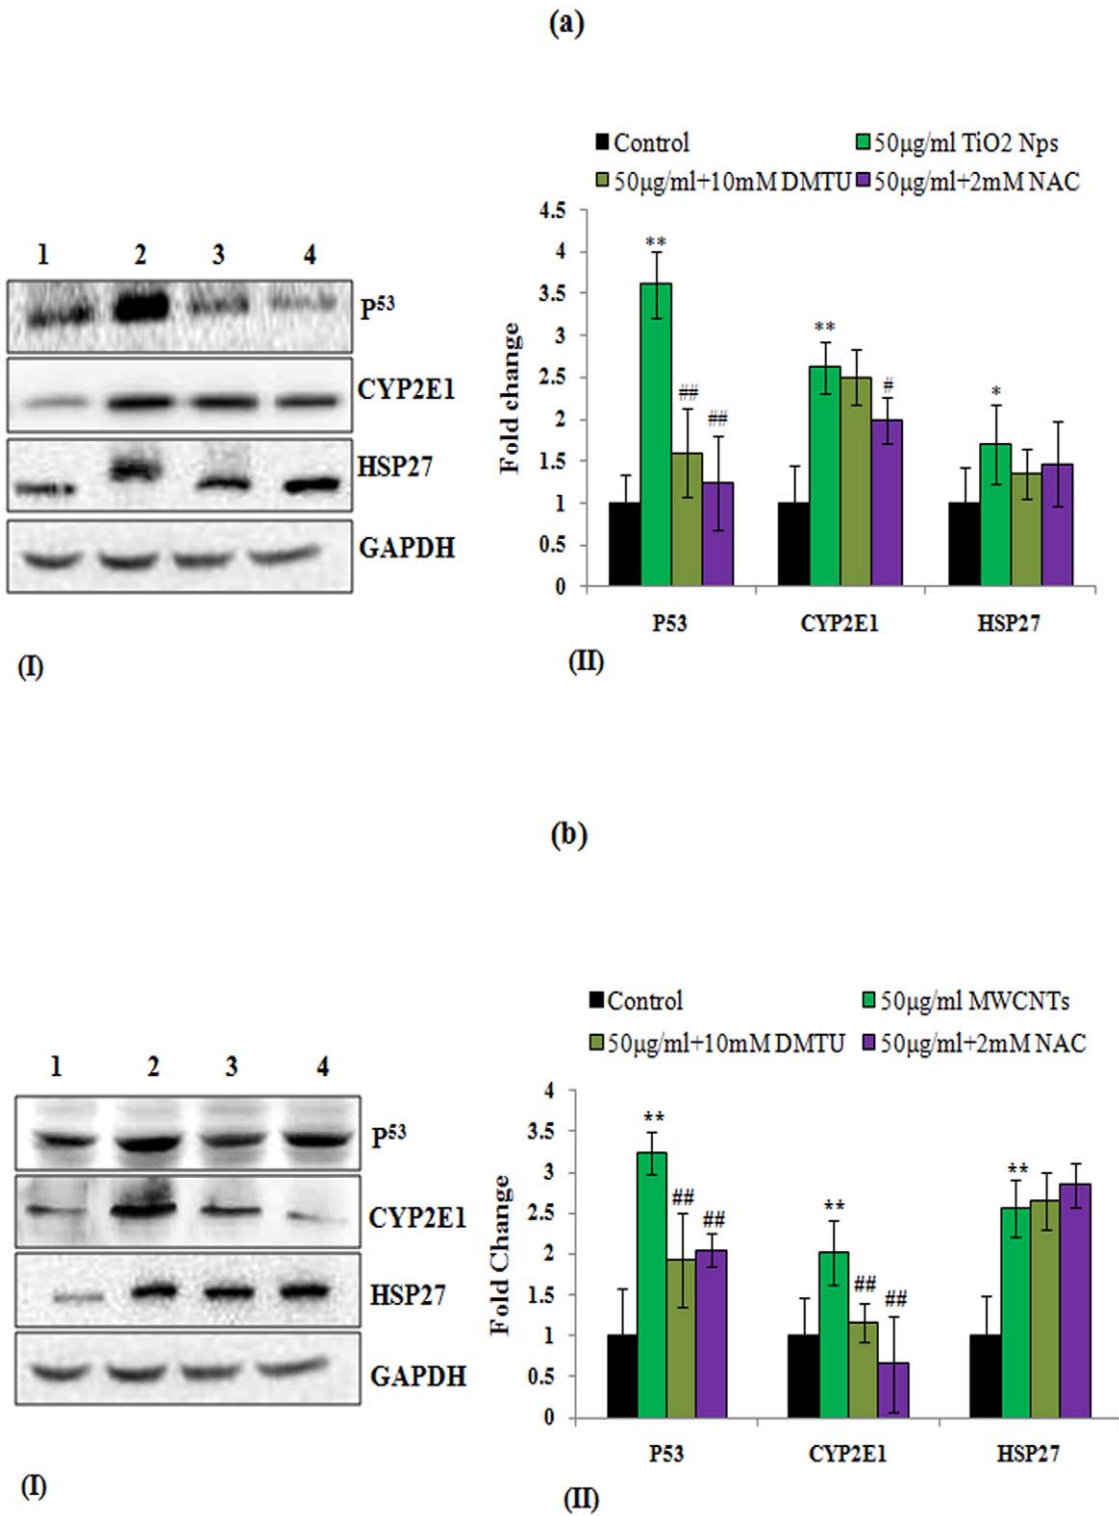 (a)
■Control ■50µg/ml TiO2 Nps
■50µg/ml+10mM DMTU ■50µg/ml+2mM NAC
1 2 3 4
P53
CYP2E1
HSP27
GAPDH
(I)
Fold change
4.5
4
3.5
3
2.5
2
1.5
1
0.5
0
** ## ## ** # *
P53 CYP2E1 HSP27
(II)
(b)
■Control ■50µg/ml MWCNTs
■50µg/ml+10mM DMTU ■50µg/ml+2mM NAC
1 2 3 4
P53
CYP2E1
HSP27
GAPDH
(I)
Fold Change
4
3.5
3
2.5
2
1.5
1
0.5
0
** ## ## ** ## ## **
P53 CYP2E1 HSP27
(II)